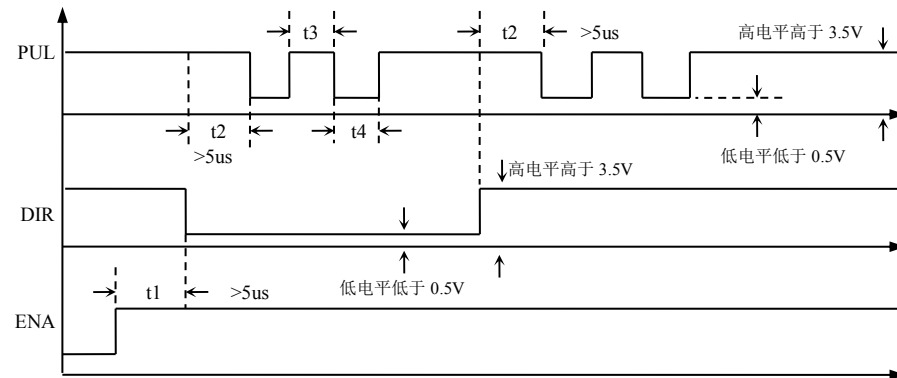 t3
t2
>5us
高电平高于 3.5V
PUL
t2
t4
>5us
低电平低于 0.5V
高电平高于 3.5V
DIR
低电平低于 0.5V
t1
>5us
ENA